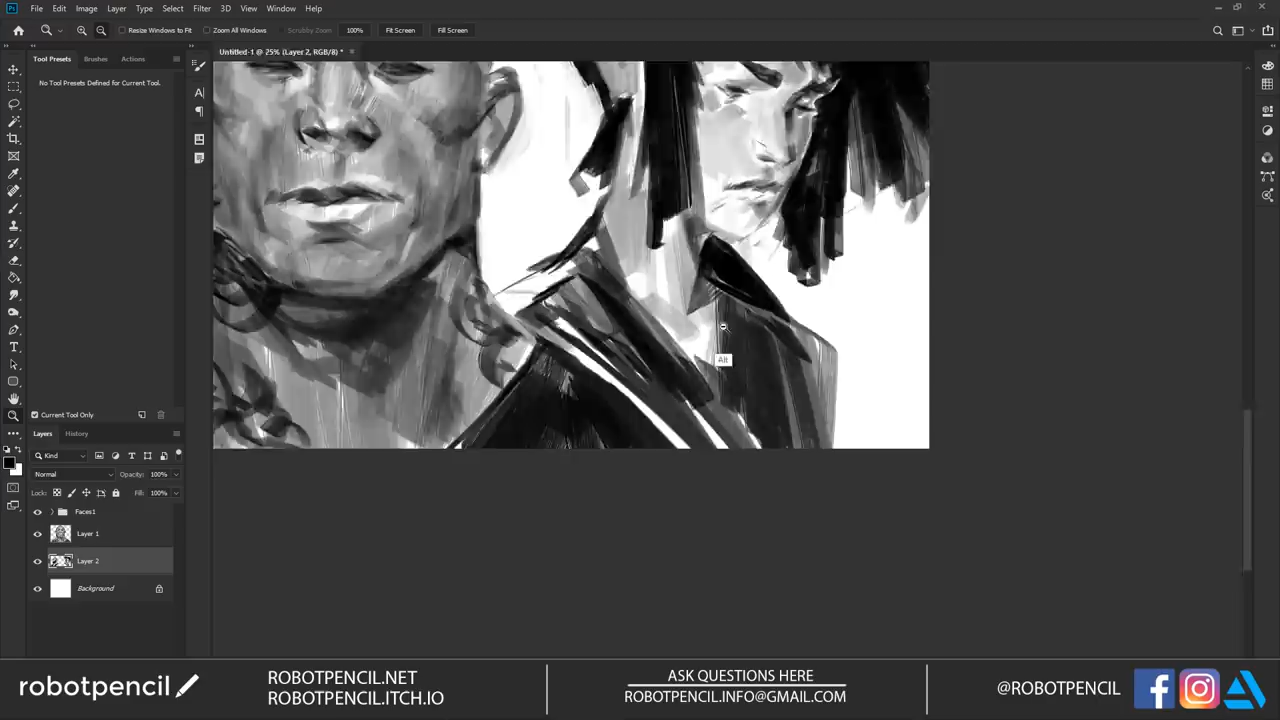 Ps File Edit Image Layer Type Select Filter 3D View Window Help
Resize Windows to Fit Zoom All Windows Scrubby Zoom 100% Fit Screen Fill Screen
Tool Presets Brushes Actions
Untitled-1 @ 25% (Layer 2, RGB/8) *
No Tool Presets Defined for Current Tool.
Alt
Current Tool Only
Layers History
Kind
Normal Opacity: 100%
Lock: Fill: 100%
Faces1
Layer 1
Layer 2
Background
robotpencil
ROBOTPENCIL.NET
ROBOTPENCIL.ITCH.IO
ASK QUESTIONS HERE
ROBOTPENCIL.INFO@GMAIL.COM
@ROBOTPENCIL